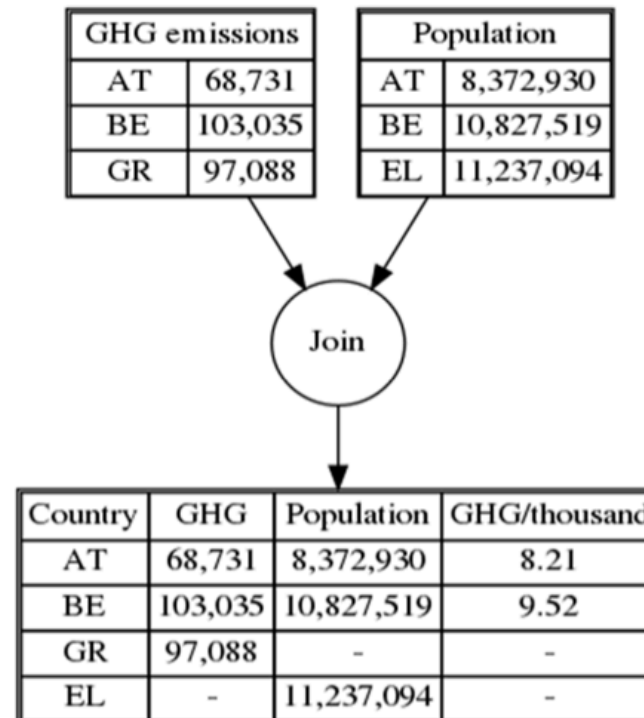 GHG emissions
AT 68,731
BE 103,035
GR 97,088
Population
AT 8,372,930
BE 10,827,519
EL 11,237,094
Join
Country GHG Population GHG/thousand
AT 68,731 8,372,930 8.21
BE 103,035 10,827,519 9.52
GR 97,088 - -
EL - 11,237,094 -